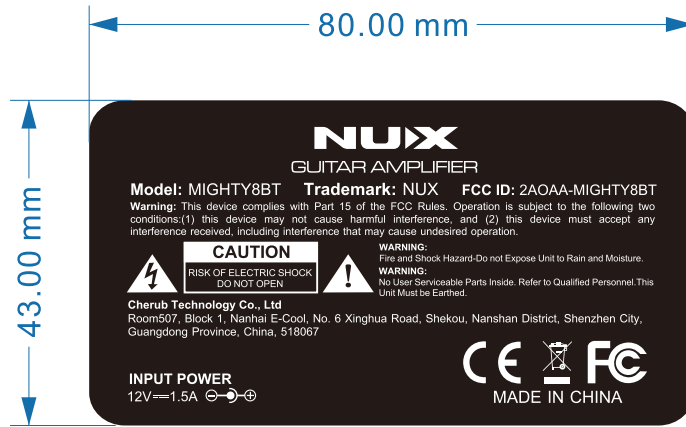 80.00 mm
43.00 mm
NUX
GUITAR AMPLIFIER
Model: MIGHTY8BT Trademark: NUX FCC ID: 2AOAA-MIGHTY8BT
Warning: This device complies with Part 15 of the FCC Rules. Operation is subject to the following two
conditions:(1) this device may not cause harmful interference, and (2) this device must accept any
interference received, including interference that may cause undesired operation.
CAUTION
RISK OF ELECTRIC SHOCK
DO NOT OPEN
WARNING:
Fire and Shock Hazard-Do not Expose Unit to Rain and Moisture.
WARNING:
No User Serviceable Parts Inside. Refer to Qualified Personnel.This
Unit Must be Earthed.
Cherub Technology Co., Ltd
Room507, Block 1, Nanhai E-Cool, No. 6 Xinghua Road, Shekou, Nanshan District, Shenzhen City,
Guangdong Province, China, 518067
INPUT POWER
12V⎓1.5A
CE FC
MADE IN CHINA